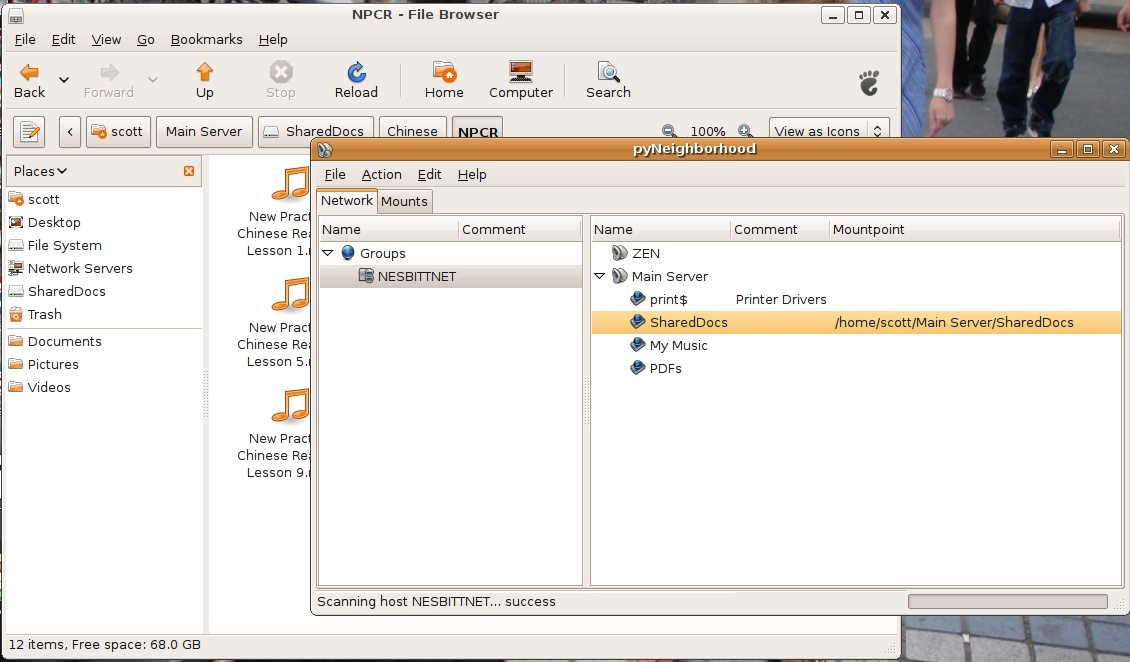 NPCR - File Browser
File Edit View Go Bookmarks Help
Back Forward Up Stop Reload Home Computer Search
scott Main Server SharedDocs Chinese NPCR 100% View as Icons
Places
scott
Desktop
File System
Network Servers
SharedDocs
Trash
Documents
Pictures
Videos
New Pract
Chinese Rea
Lesson 1.
New Pract
Chinese Rea
Lesson 5.
New Pract
Chinese Rea
Lesson 9.
12 items, Free space: 68.0 GB
pyNeighborhood
File Action Edit Help
Network Mounts
Name Comment
Groups
NESBITTNET
Name Comment Mountpoint
ZEN
Main Server
print$ Printer Drivers
SharedDocs /home/scott/Main Server/SharedDocs
My Music
PDFs
Scanning host NESBITTNET... success